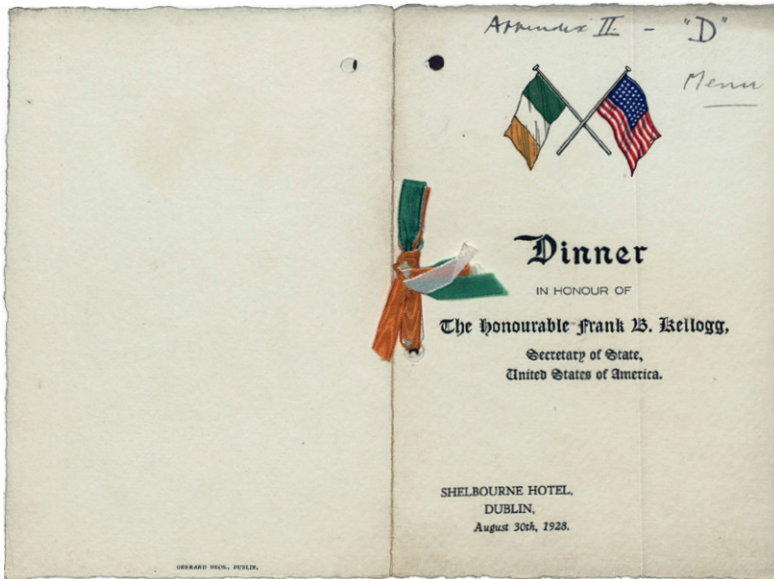 Appendix II - "D"
Menu
Dinner
IN HONOUR OF
The Honourable Frank B. Kellogg,
Secretary of State,
United States of America.
SHELBOURNE HOTEL,
DUBLIN,
August 30th, 1928.
GERRARD BROS., DUBLIN.